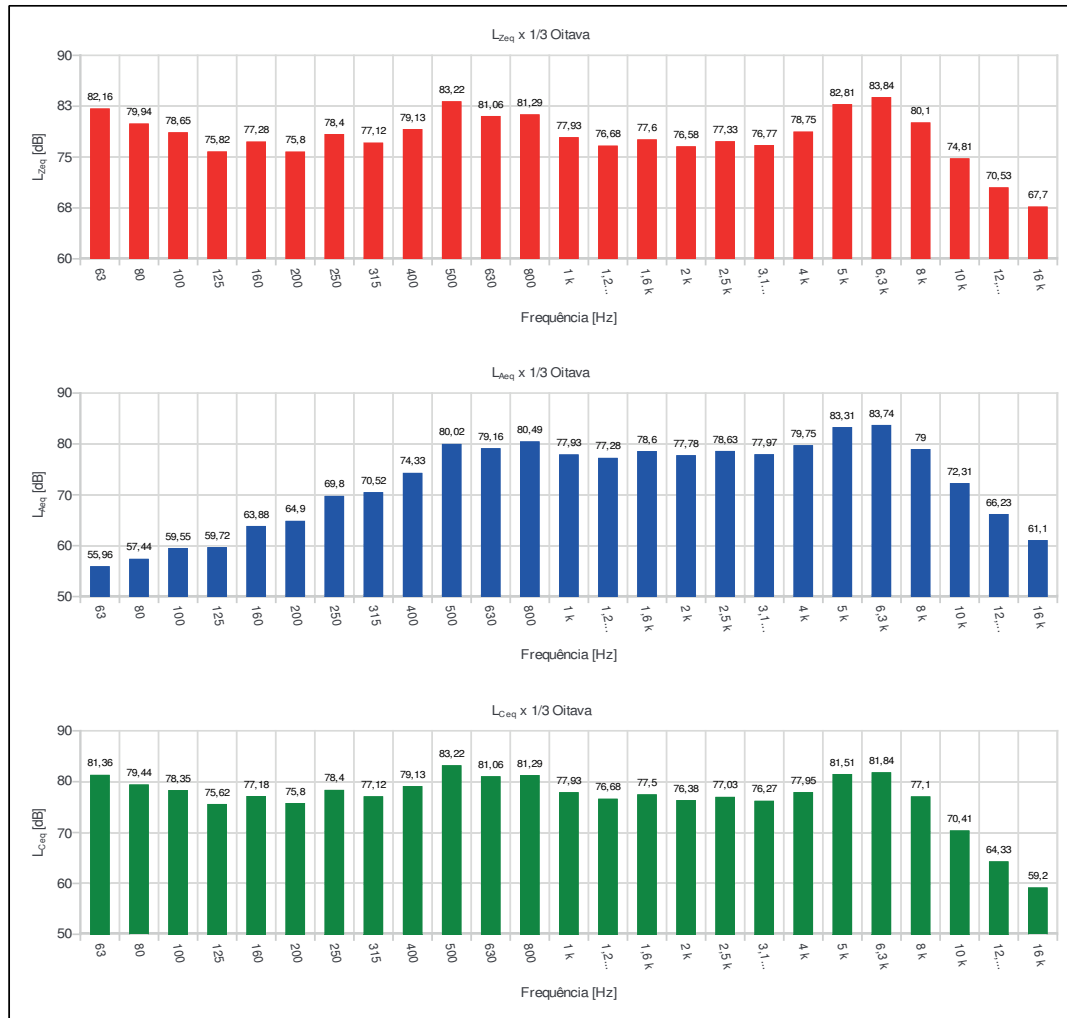 L_Zeq x 1/3 Oitava
L_Zeq [dB]
90
83
75
68
60
82,16 79,94 78,65 75,82 77,28 75,8 78,4 77,12 79,13 83,22 81,06 81,29 77,93 76,68 77,6 76,58 77,33 76,77 78,75 82,81 83,84 80,1 74,81 70,53 67,7
63 80 100 125 160 200 250 315 400 500 630 800 1 k 1,2... 1,6 k 2 k 2,5 k 3,1... 4 k 5 k 6,3 k 8 k 10 k 12,... 16 k
Frequência [Hz]
L_Aeq x 1/3 Oitava
L_Aeq [dB]
90
80
70
60
50
55,96 57,44 59,55 59,72 63,88 64,9 69,8 70,52 74,33 80,02 79,16 80,49 77,93 77,28 78,6 77,78 78,63 77,97 79,75 83,31 83,74 79 72,31 66,23 61,1
63 80 100 125 160 200 250 315 400 500 630 800 1 k 1,2... 1,6 k 2 k 2,5 k 3,1... 4 k 5 k 6,3 k 8 k 10 k 12,... 16 k
Frequência [Hz]
L_Ceq x 1/3 Oitava
L_Ceq [dB]
90
80
70
60
50
81,36 79,44 78,35 75,62 77,18 75,8 78,4 77,12 79,13 83,22 81,06 81,29 77,93 76,68 77,5 76,38 77,03 76,27 77,95 81,51 81,84 77,1 70,41 64,33 59,2
63 80 100 125 160 200 250 315 400 500 630 800 1 k 1,2... 1,6 k 2 k 2,5 k 3,1... 4 k 5 k 6,3 k 8 k 10 k 12,... 16 k
Frequência [Hz]